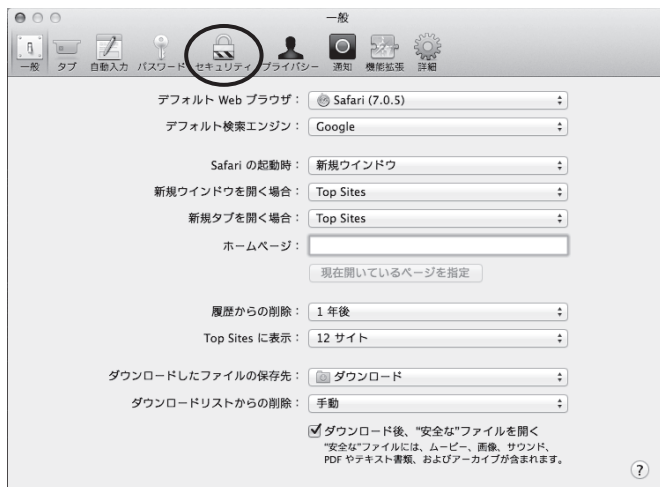 一般
一般 タブ 自動入力 パスワード セキュリティ プライバシー 通知 機能拡張 詳細
デフォルト Web ブラウザ： Safari (7.0.5)
デフォルト検索エンジン： Google
Safari の起動時： 新規ウインドウ
新規ウインドウを開く場合： Top Sites
新規タブを開く場合： Top Sites
ホームページ：
現在開いているページを指定
履歴からの削除： 1 年後
Top Sites に表示： 12 サイト
ダウンロードしたファイルの保存先： ダウンロード
ダウンロードリストからの削除： 手動
ダウンロード後、"安全な"ファイルを開く
"安全な"ファイルには、ムービー、画像、サウンド、
PDF やテキスト書類、およびアーカイブが含まれます。
?